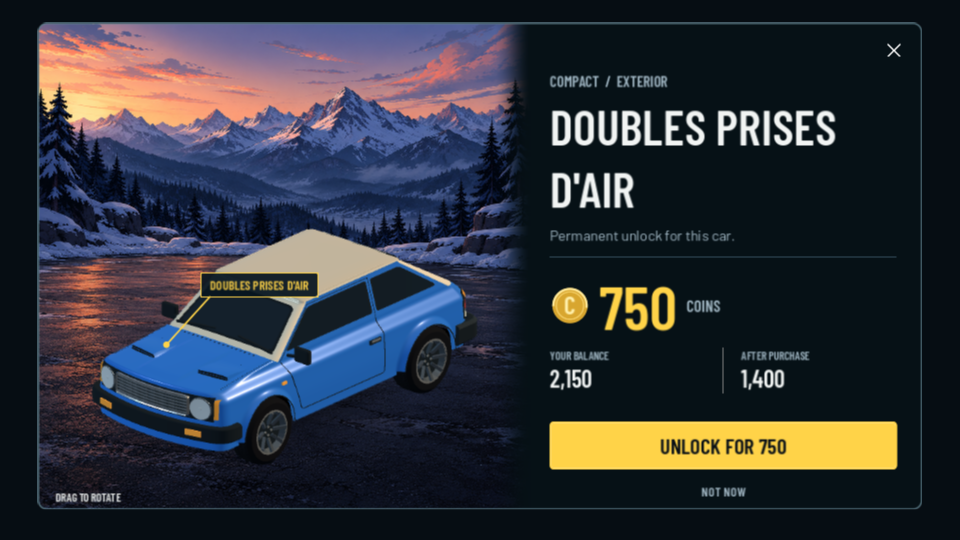 COMPACT / EXTERIOR
DOUBLES PRISES
D'AIR
Permanent unlock for this car.
DOUBLES PRISES D'AIR
C
750 COINS
YOUR BALANCE
2,150
AFTER PURCHASE
1,400
UNLOCK FOR 750
NOT NOW
DRAG TO ROTATE